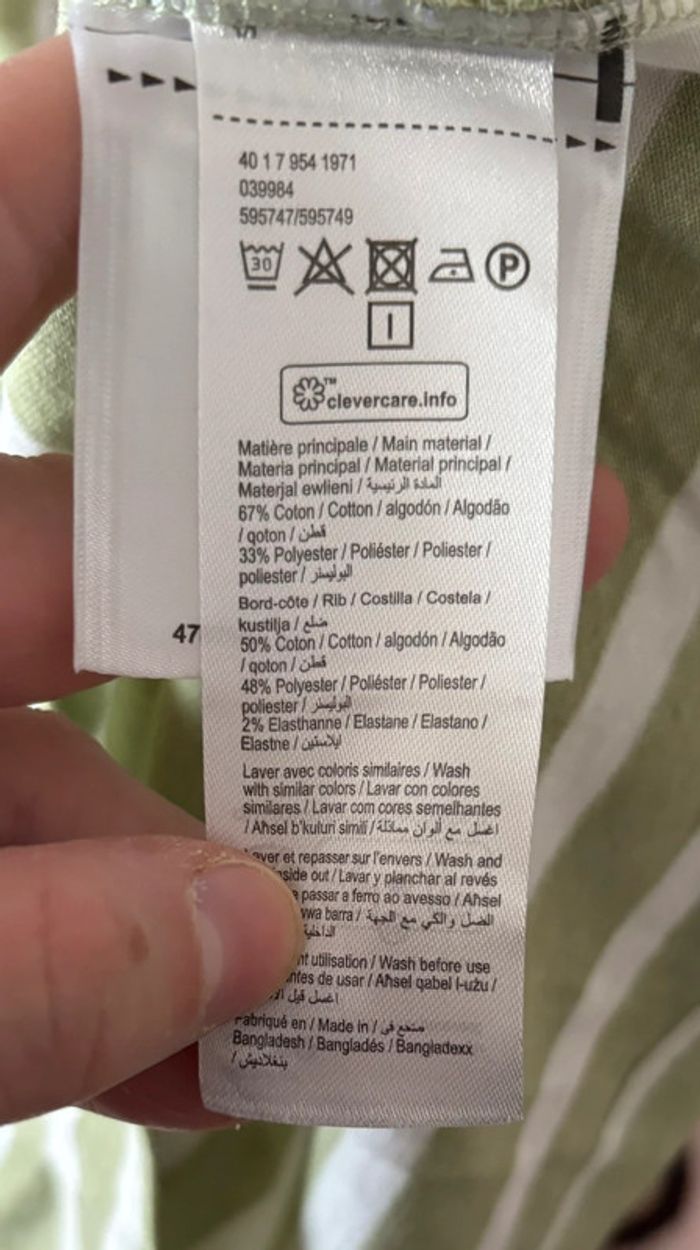 40 1 7 954 1971
039984
595747/595749
30
P
I
clevercare.info
Matière principale / Main material /
Materia principal / Material principal /
Materjal ewlieni / المادة الرئيسية
67% Coton / Cotton / algodón / Algodão
/ qoton / قطن
33% Polyester / Poliéster / Poliester /
poliester / البوليستر
Bord-côte / Rib / Costilla / Costela /
kustilja / ضلع
47
50% Coton / Cotton / algodón / Algodão
/ qoton / قطن
48% Polyester / Poliéster / Poliester /
poliester / البوليستر
2% Elasthanne / Elastane / Elastano /
Elastne / ايلاستين
Laver avec coloris similaires / Wash
with similar colors / Lavar con colores
similares / Lavar com cores semelhantes
/ Aħsel b'kuluri simili / اغسل مع ألوان مماثلة
et repasser sur l'envers / Wash and
out / Lavar y planchar al revés
passar a ferro ao avesso / Aħsel
barra / الغسل والكي مع الجهة
الداخلية
utilisation / Wash before use
de usar / Aħsel qabel l-użu /
اغسل قبل
Fabriqué en / Made in / صنع في
Bangladesh / Bangladés / Bangladexx
/ بنغلاديش